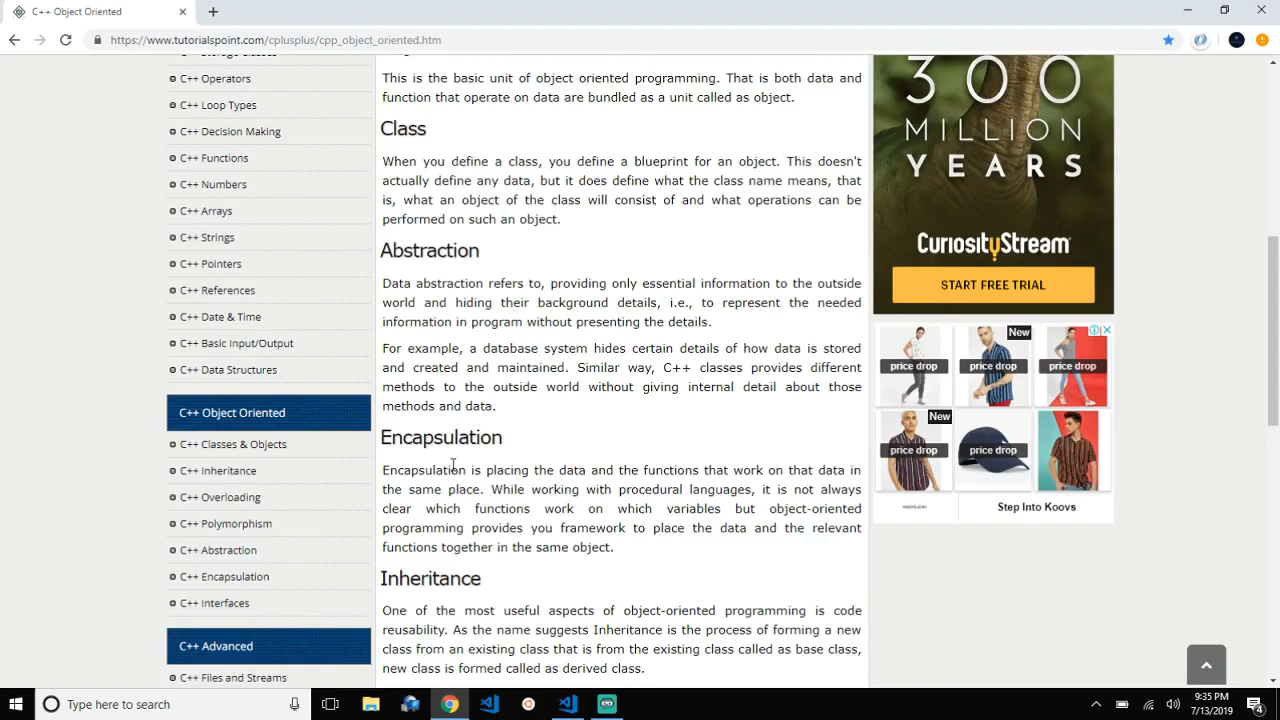 C++ Object Oriented
https://www.tutorialspoint.com/cplusplus/cpp_object_oriented.htm
C++ Operators
C++ Loop Types
C++ Decision Making
C++ Functions
C++ Numbers
C++ Arrays
C++ Strings
C++ Pointers
C++ References
C++ Date & Time
C++ Basic Input/Output
C++ Data Structures
C++ Object Oriented
C++ Classes & Objects
C++ Inheritance
C++ Overloading
C++ Polymorphism
C++ Abstraction
C++ Encapsulation
C++ Interfaces
C++ Advanced
C++ Files and Streams
This is the basic unit of object oriented programming. That is both data and
function that operate on data are bundled as a unit called as object.
Class
When you define a class, you define a blueprint for an object. This doesn't
actually define any data, but it does define what the class name means, that
is, what an object of the class will consist of and what operations can be
performed on such an object.
Abstraction
Data abstraction refers to, providing only essential information to the outside
world and hiding their background details, i.e., to represent the needed
information in program without presenting the details.
For example, a database system hides certain details of how data is stored
and created and maintained. Similar way, C++ classes provides different
methods to the outside world without giving internal detail about those
methods and data.
Encapsulation
Encapsulation is placing the data and the functions that work on that data in
the same place. While working with procedural languages, it is not always
clear which functions work on which variables but object-oriented
programming provides you framework to place the data and the relevant
functions together in the same object.
Inheritance
One of the most useful aspects of object-oriented programming is code
reusability. As the name suggests Inheritance is the process of forming a new
class from an existing class that is from the existing class called as base class,
new class is formed called as derived class.
300
MILLION
YEARS
CuriosityStream
START FREE TRIAL
New
price drop
price drop
price drop
New
price drop
price drop
Step Into Koovs
Type here to search
9:35 PM
7/13/2019
4